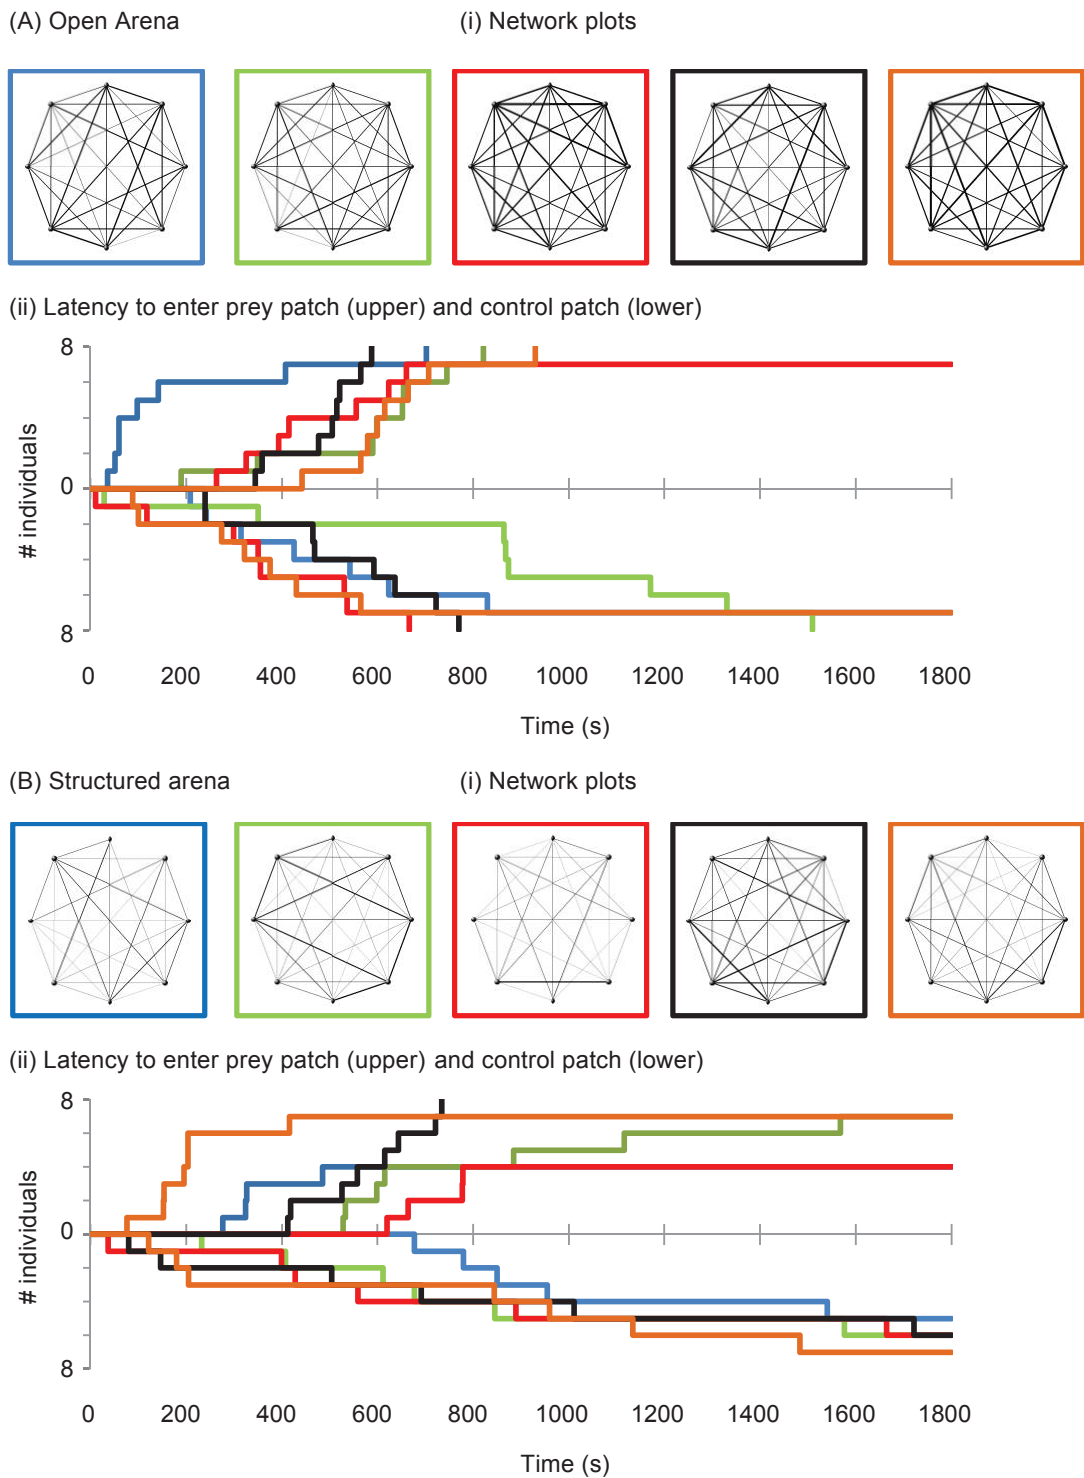 (A) Open Arena (i) Network plots
(ii) Latency to enter prey patch (upper) and control patch (lower)
8
0
8
# individuals
0 200 400 600 800 1000 1200 1400 1600 1800
Time (s)
(B) Structured arena (i) Network plots
(ii) Latency to enter prey patch (upper) and control patch (lower)
8
0
8
# individuals
0 200 400 600 800 1000 1200 1400 1600 1800
Time (s)